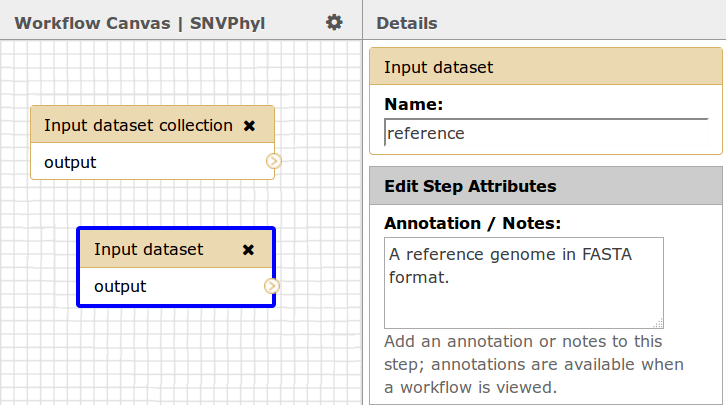 Workflow Canvas | SNVPhyl
Details
Input dataset collection
output
Input dataset
output
Input dataset
Name:
reference
Edit Step Attributes
Annotation / Notes:
A reference genome in FASTA
format.
Add an annotation or notes to this
step; annotations are available when
a workflow is viewed.